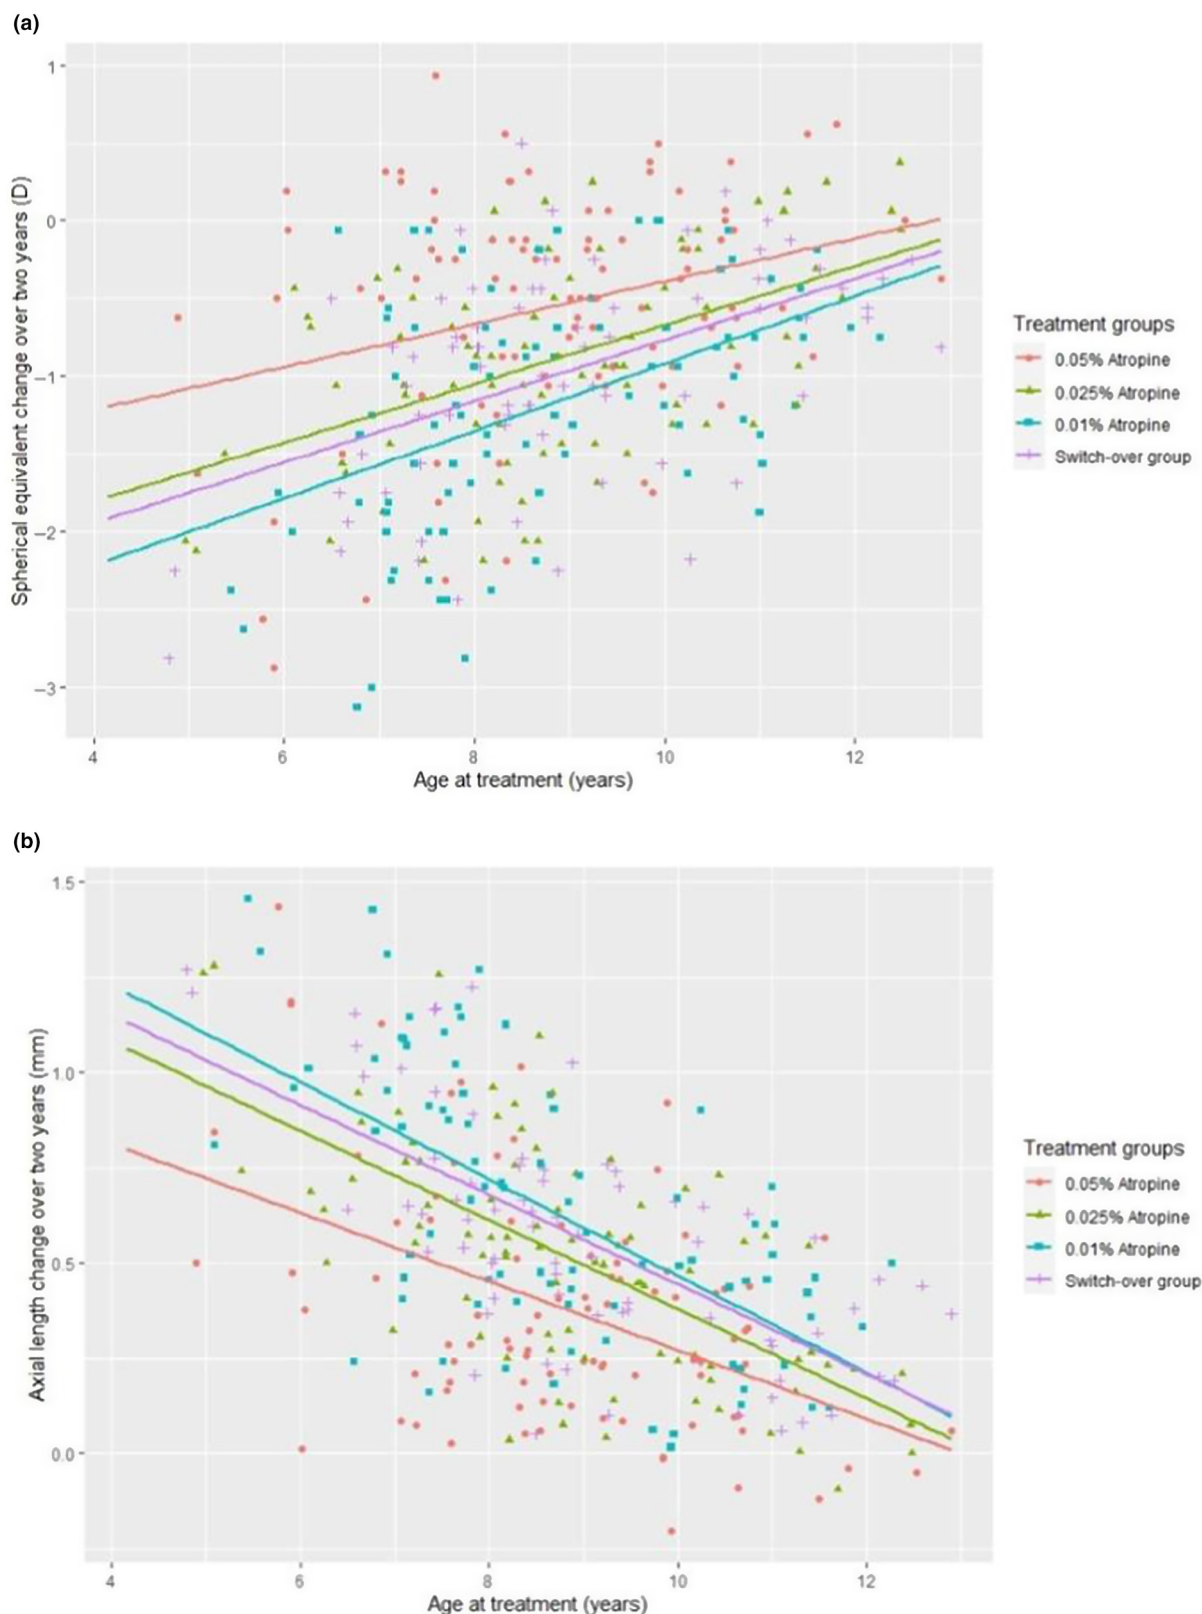 (a)
1
0
−1
−2
−3
Spherical equivalent change over two years (D)
4 6 8 10 12
Age at treatment (years)
Treatment groups
0.05% Atropine
0.025% Atropine
0.01% Atropine
Switch-over group
(b)
1.5
1.0
0.5
0.0
Axial length change over two years (mm)
4 6 8 10 12
Age at treatment (years)
Treatment groups
0.05% Atropine
0.025% Atropine
0.01% Atropine
Switch-over group